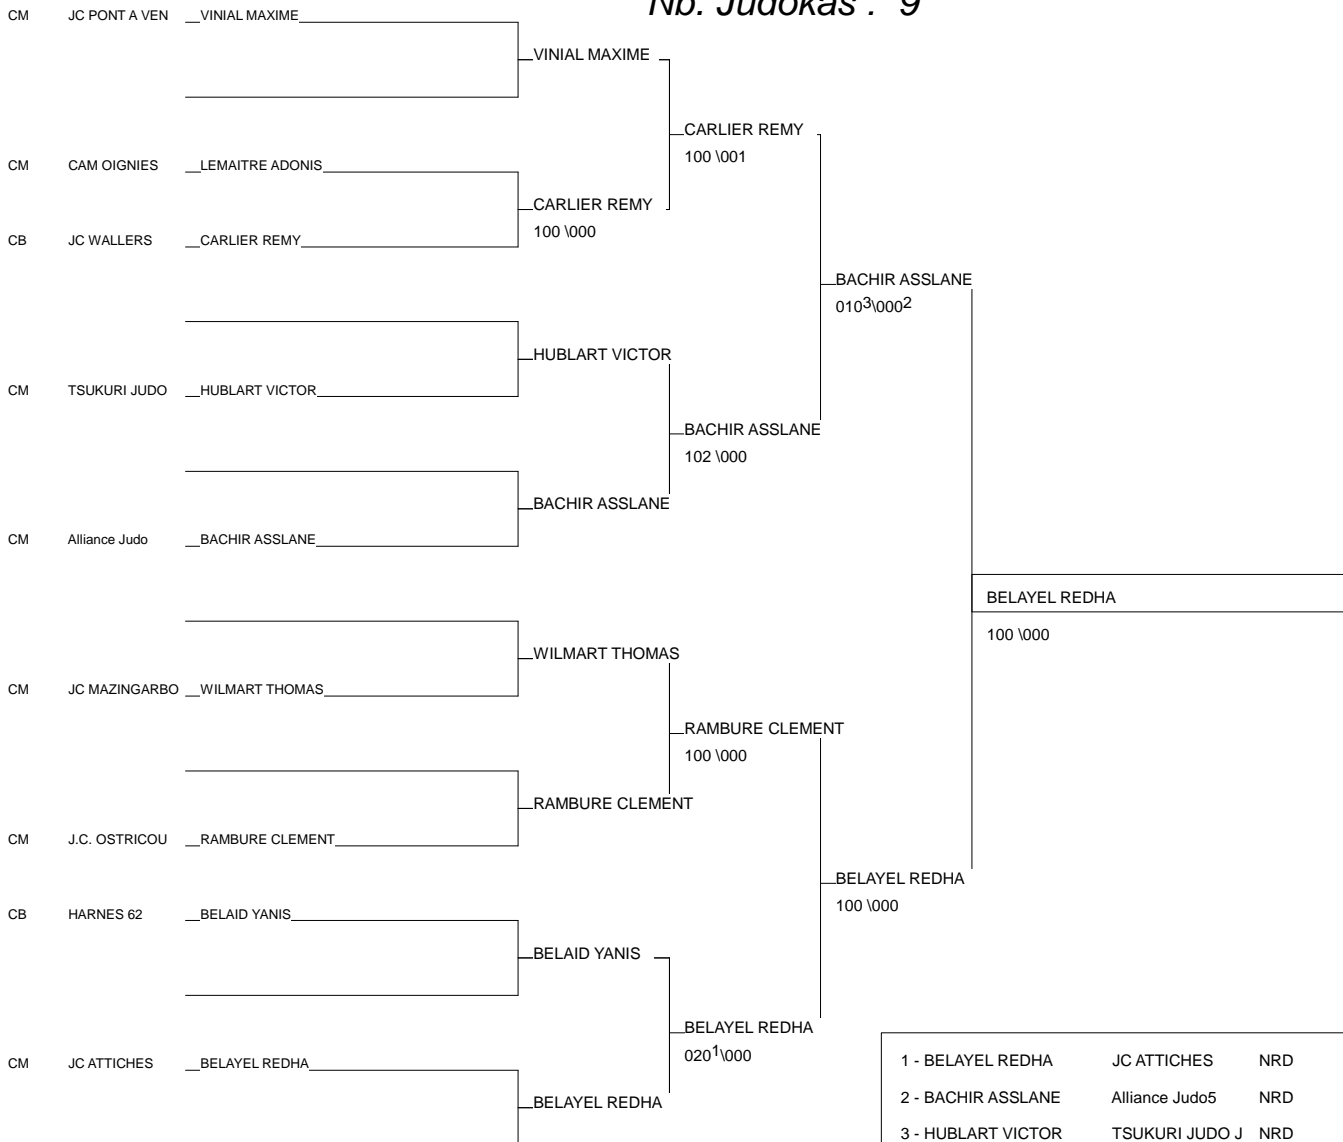 Nb. Judokas : 9
CM JC PONT A VEN VINIAL MAXIME
VINIAL MAXIME
CARLIER REMY
100 \001
CM CAM OIGNIES LEMAITRE ADONIS
CARLIER REMY
100 \000
CB JC WALLERS CARLIER REMY
BACHIR ASSLANE
010³\000²
HUBLART VICTOR
CM TSUKURI JUDO HUBLART VICTOR
BACHIR ASSLANE
102 \000
BACHIR ASSLANE
CM Alliance Judo BACHIR ASSLANE
BELAYEL REDHA
100 \000
WILMART THOMAS
CM JC MAZINGARBO WILMART THOMAS
RAMBURE CLEMENT
100 \000
RAMBURE CLEMENT
CM J.C. OSTRICOU RAMBURE CLEMENT
BELAYEL REDHA
100 \000
CB HARNES 62 BELAID YANIS
BELAID YANIS
BELAYEL REDHA
020¹\000
CM JC ATTICHES BELAYEL REDHA
BELAYEL REDHA
1 - BELAYEL REDHA JC ATTICHES NRD
2 - BACHIR ASSLANE Alliance Judo5 NRD
3 - HUBLART VICTOR TSUKURI JUDO J NRD